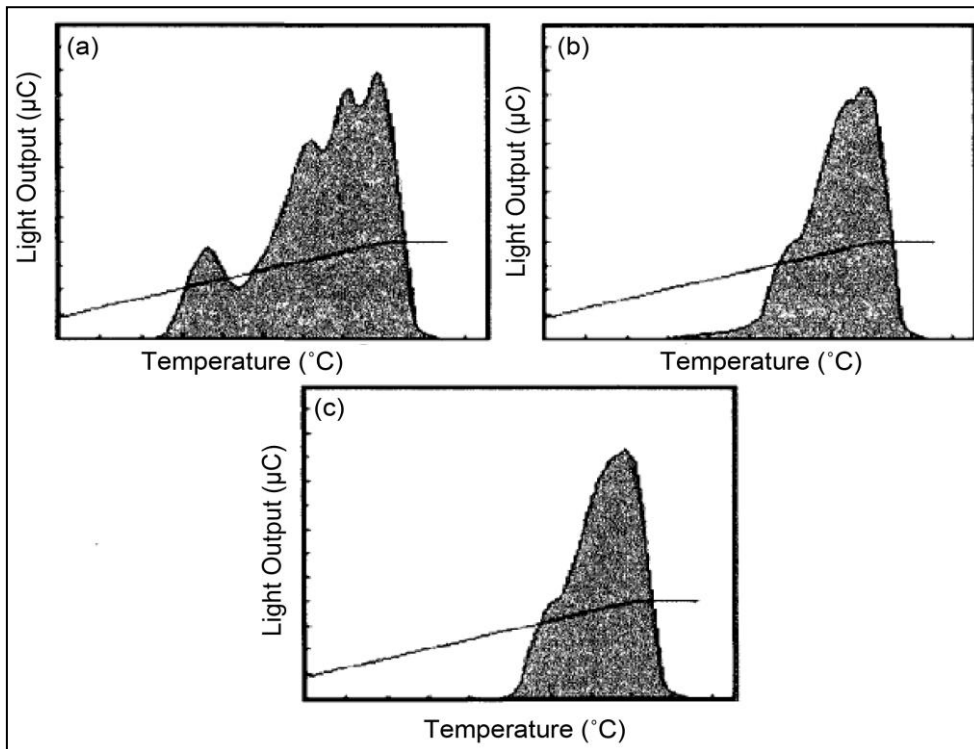 (a)
Light Output (µC)
Temperature (˚C)
(b)
Light Output (µC)
Temperature (˚C)
(c)
Light Output (µC)
Temperature (˚C)